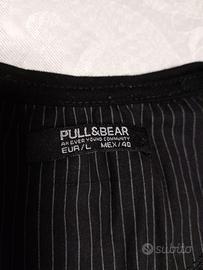 PULL&BEAR
AN EVER YOUNG COMMUNITY
EUR/L MEX/40
subito